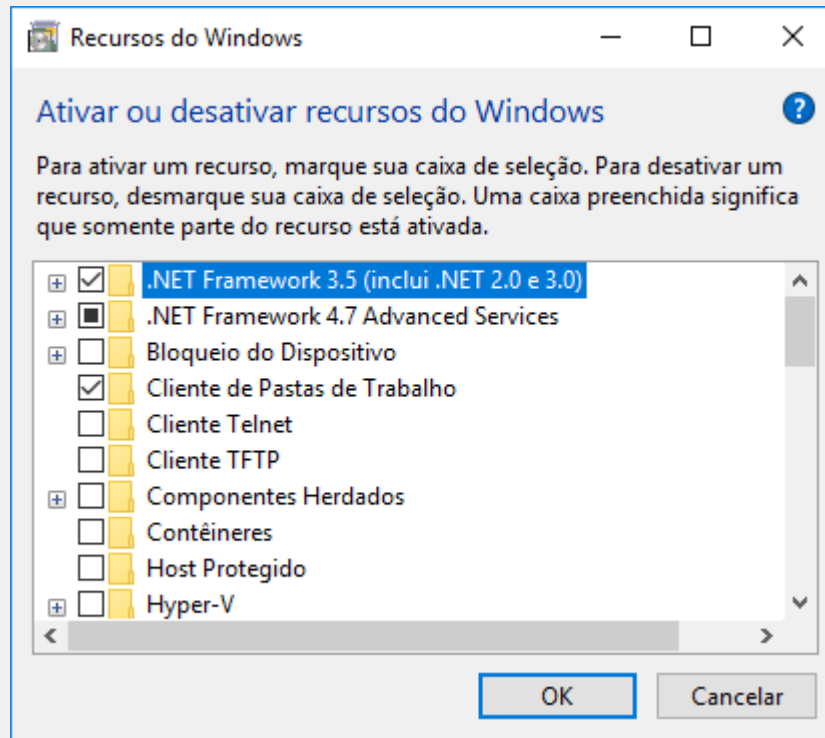 Recursos do Windows
Ativar ou desativar recursos do Windows
Para ativar um recurso, marque sua caixa de seleção. Para desativar um
recurso, desmarque sua caixa de seleção. Uma caixa preenchida significa
que somente parte do recurso está ativada.
.NET Framework 3.5 (inclui .NET 2.0 e 3.0)
.NET Framework 4.7 Advanced Services
Bloqueio do Dispositivo
Cliente de Pastas de Trabalho
Cliente Telnet
Cliente TFTP
Componentes Herdados
Contêineres
Host Protegido
Hyper-V
OK Cancelar